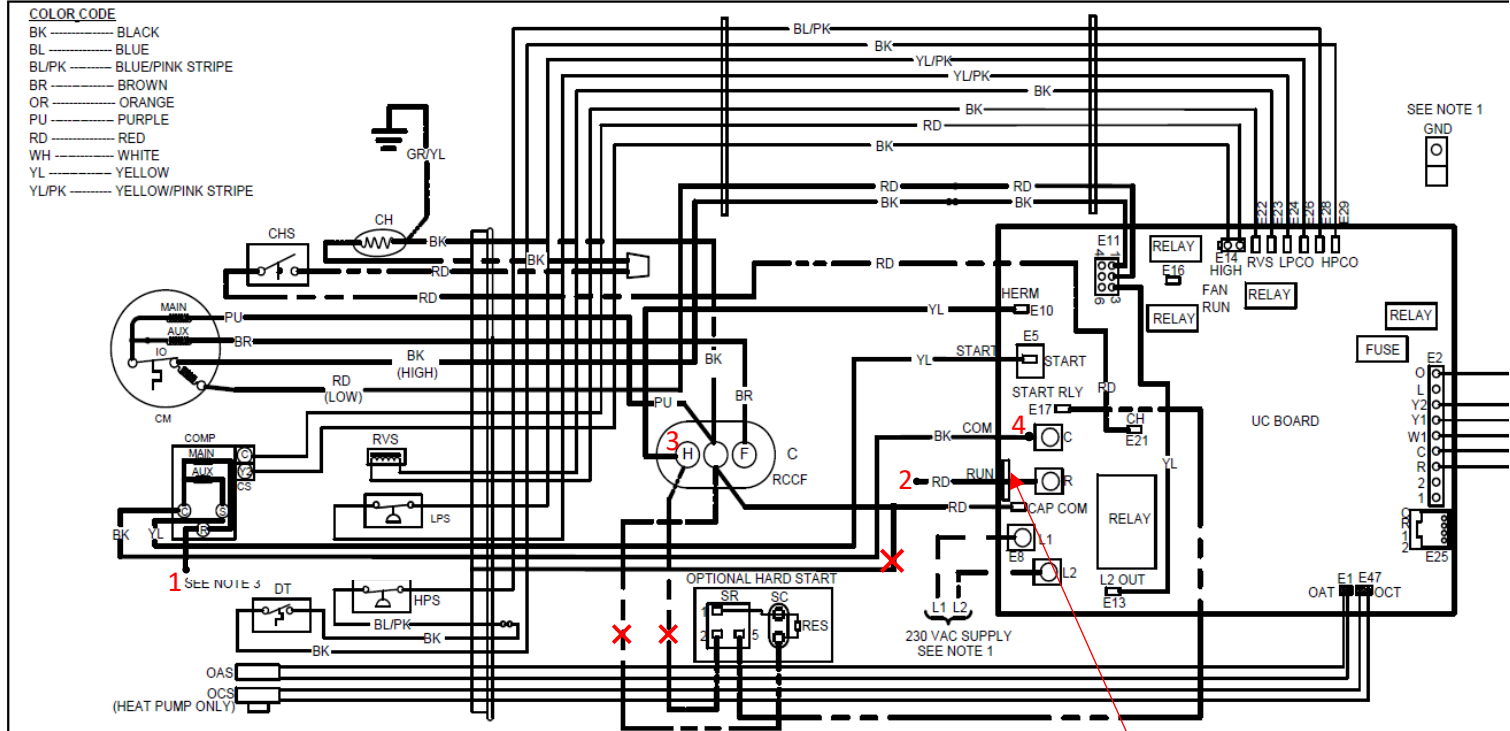 COLOR CODE
BK -------------- BLACK
BL -------------- BLUE
BL/PK ---------- BLUE/PINK STRIPE
BR -------------- BROWN
OR -------------- ORANGE
PU -------------- PURPLE
RD -------------- RED
WH -------------- WHITE
YL -------------- YELLOW
YL/PK ---------- YELLOW/PINK STRIPE
BL/PK
BK
YL/PK
YL/PK
BK
BK
RD
BK
SEE NOTE 1
GND
GR/YL
CH
CHS
BK
BK
RD
RD
RD
BK
RD
BK
RD
E22
E23
E24
E26
E28
E29
E11
1
4
3
6
RELAY
E16
E14
HIGH
RVS
LPCO
HPCO
FAN
RUN
RELAY
RELAY
RELAY
FUSE
MAIN
PU
AUX
BR
IO
BK
(HIGH)
RD
(LOW)
CM
HERM
YL
E10
E5
START
START
YL
BK
BR
PU
START RLY
E17
RD
CH
E21
YL
UC BOARD
E2
O
L
Y2
Y1
W1
C
R
2
1
COMP
MAIN
AUX
C
Y2
CS
C
S
R
BK
YL
RVS
LPS
3
H
F
C
RCCF
BK
COM
4
C
2
RD
RUN
R
RD
CAP COM
L1
E8
L2
RELAY
L2 OUT
E13
O
R
1
2
E25
E1
E47
OAT
OCT
1
SEE NOTE 3
DT
HPS
BL/PK
BK
BK
OPTIONAL HARD START
SR
SC
1
2
5
RES
L1 L2
230 VAC SUPPLY
SEE NOTE 1
OAS
OCS
(HEAT PUMP ONLY)